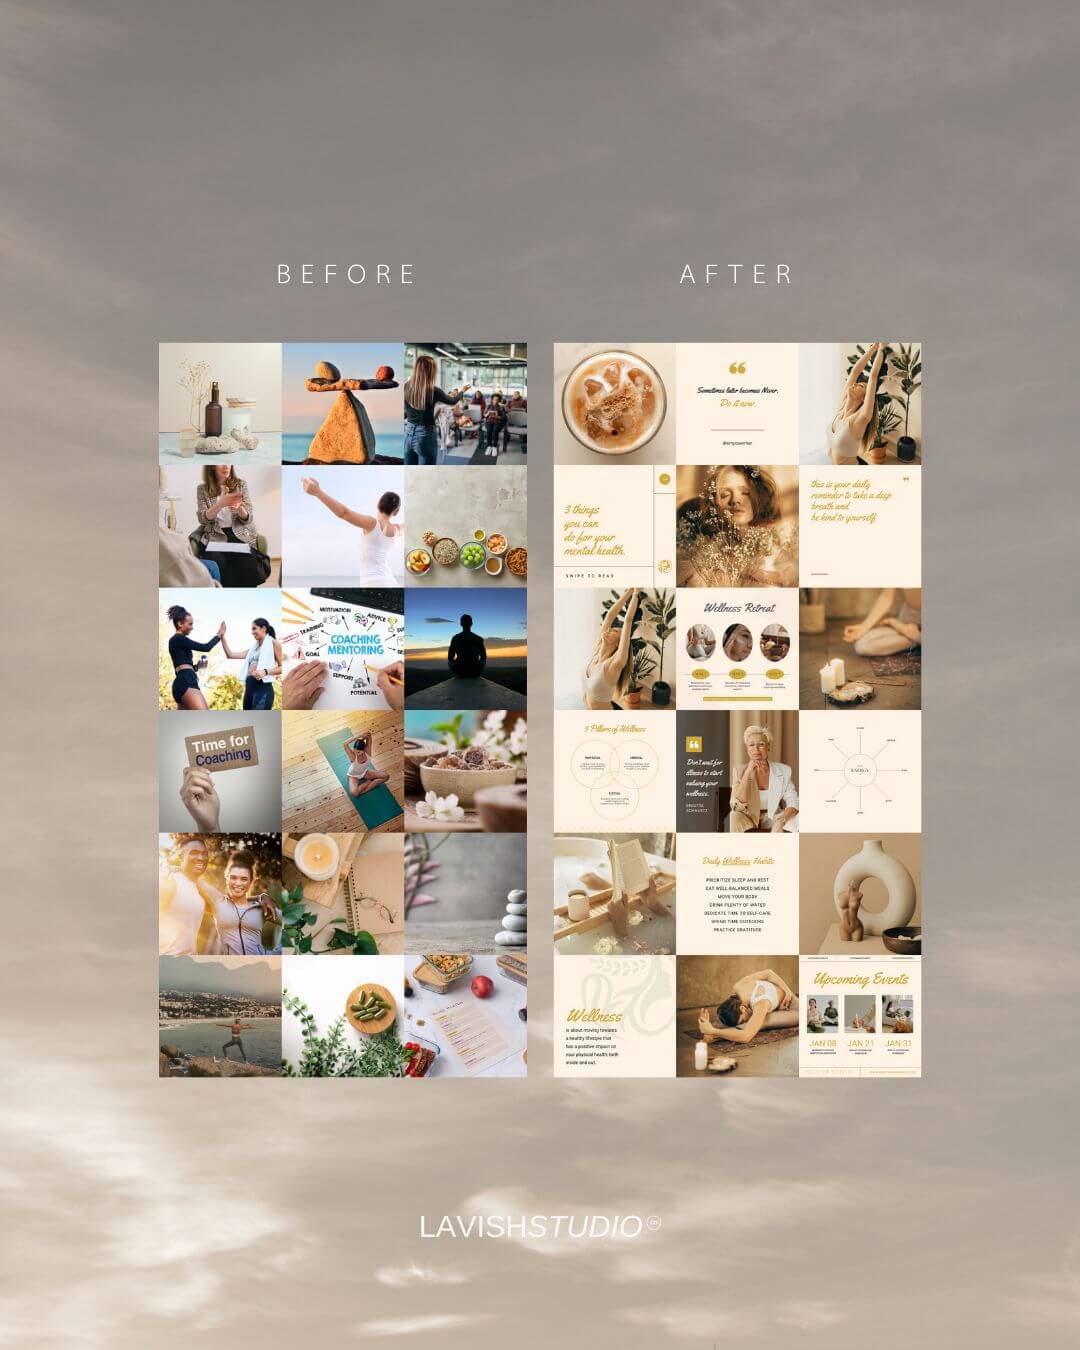 BEFORE
AFTER
Sometimes later becomes Never.
Do it now.
3 things
you can
do for your
mental health.
SWIPE TO READ
this is your daily
reminder to take a deep
breath and
be kind to yourself
MOTIVATION
TRAINING
ADVICE
COACHING
MENTORING
GOAL
SUPPORT
POTENTIAL
Wellness Retreat
Time for
Coaching
3 Pillars of Wellness
PHYSICAL
MENTAL
SOCIAL
Don't wait for
illness to start
valuing your
wellness.
BRIGITTE
SCHWARTZ
ENERGY
Daily Wellness Habits
PRIORITIZE SLEEP AND REST
EAT WELL-BALANCED MEALS
MOVE YOUR BODY
DRINK PLENTY OF WATER
DEDICATE TIME TO SELF-CARE
SPEND TIME OUTDOORS
PRACTICE GRATITUDE
Wellness
is about moving towards
a healthy lifestyle that
has a positive impact on
your physical health, both
inside and out.
Upcoming Events
JAN 08
JAN 21
JAN 31
LAVISHSTUDIO